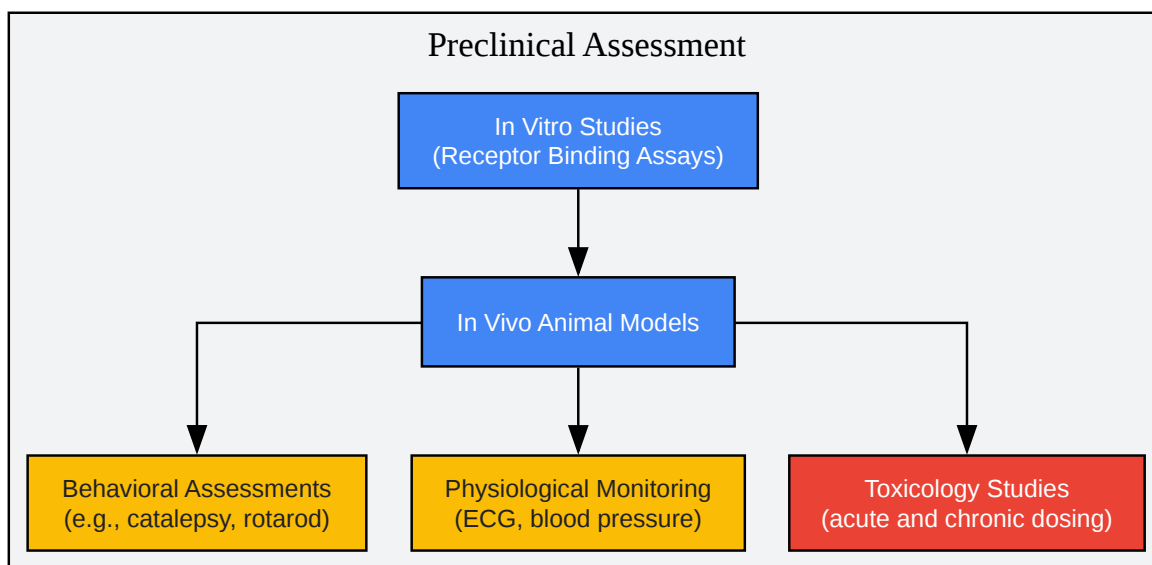 Preclinical Assessment
In Vitro Studies
(Receptor Binding Assays)
In Vivo Animal Models
Behavioral Assessments
(e.g., catalepsy, rotarod)
Physiological Monitoring
(ECG, blood pressure)
Toxicology Studies
(acute and chronic dosing)